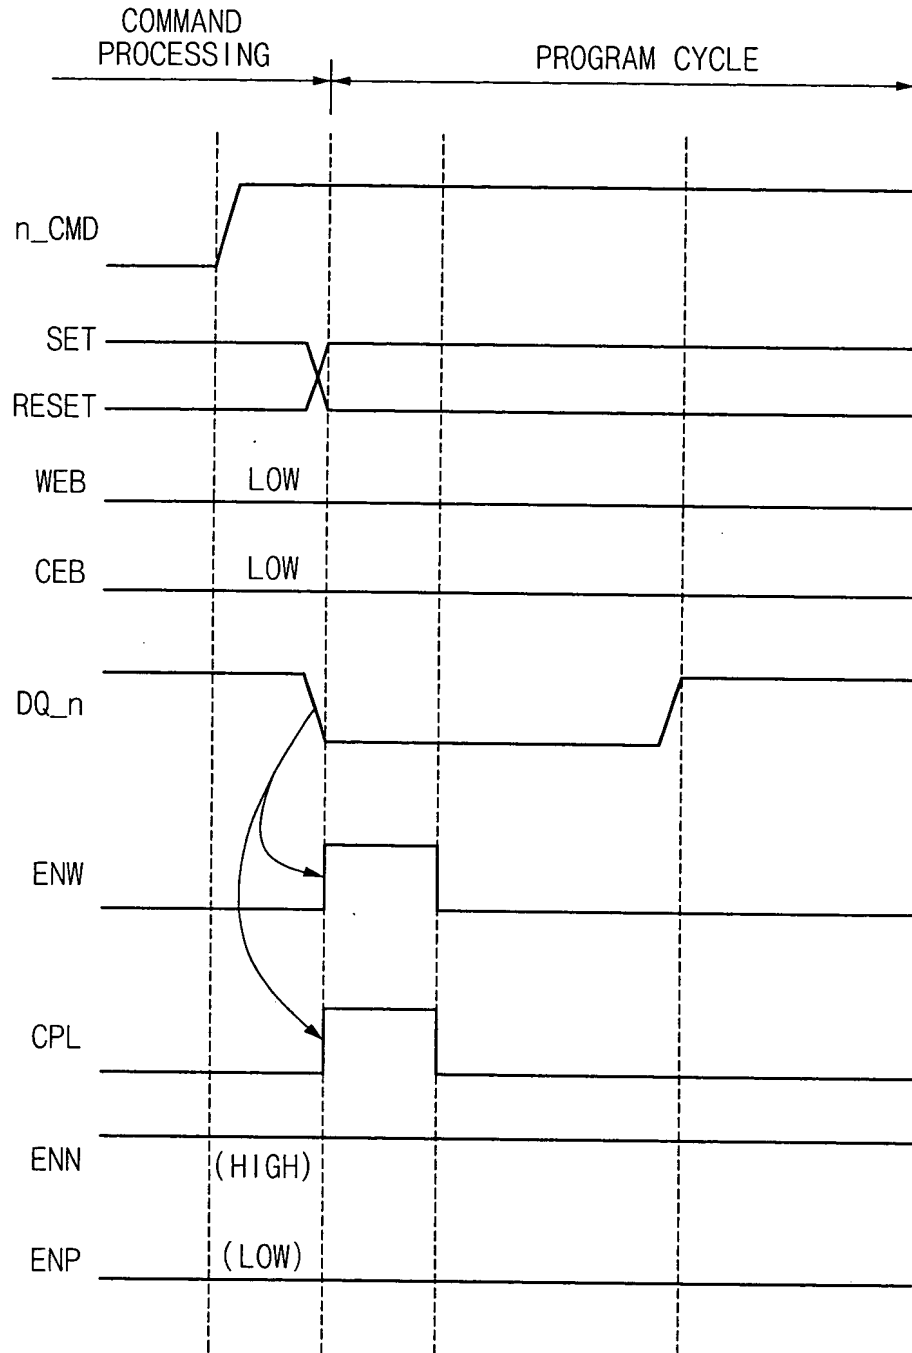 COMMAND
PROCESSING
PROGRAM CYCLE
n_CMD
SET
RESET
WEB
LOW
CEB
LOW
DQ_n
ENW
CPL
ENN
(HIGH)
ENP
(LOW)